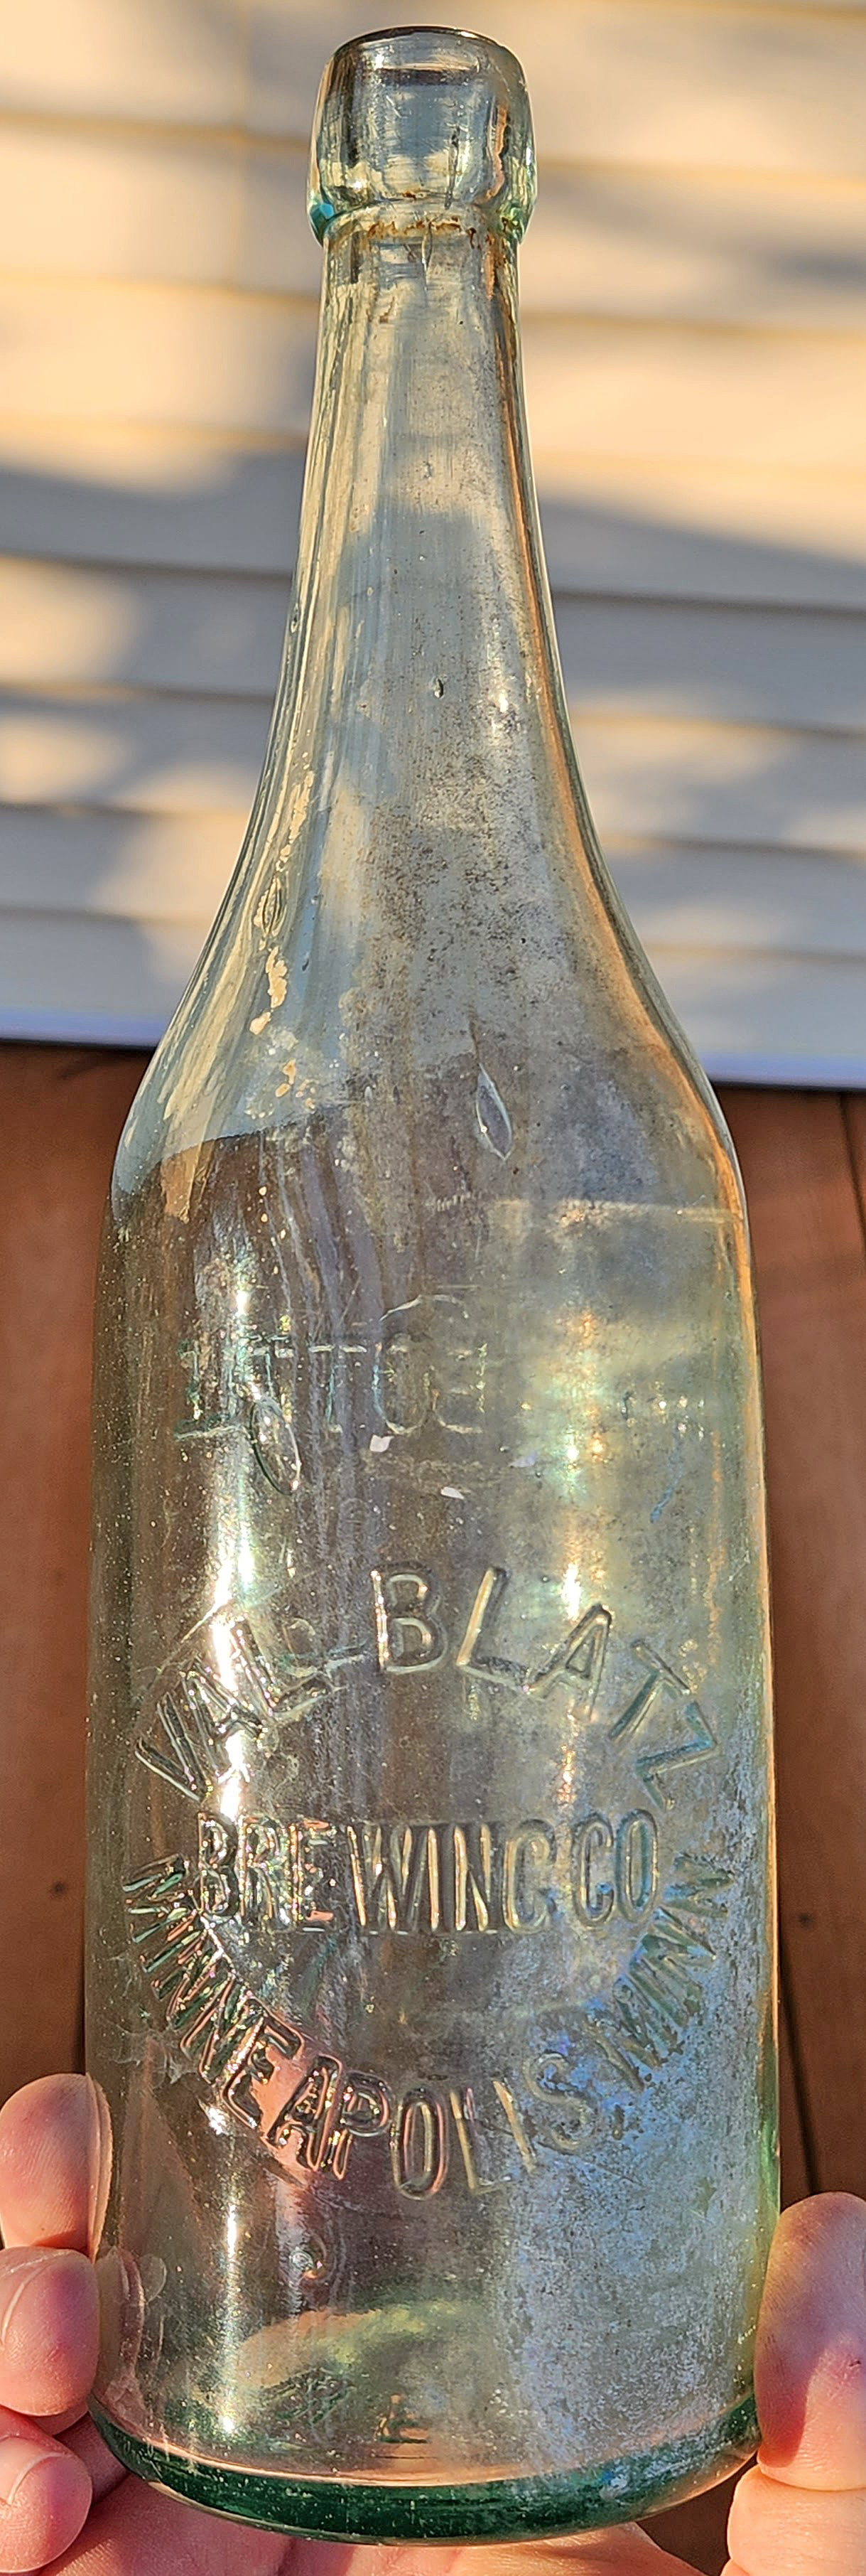 VAL. BLATZ
BREWING CO
MINNEAPOLIS, MINN